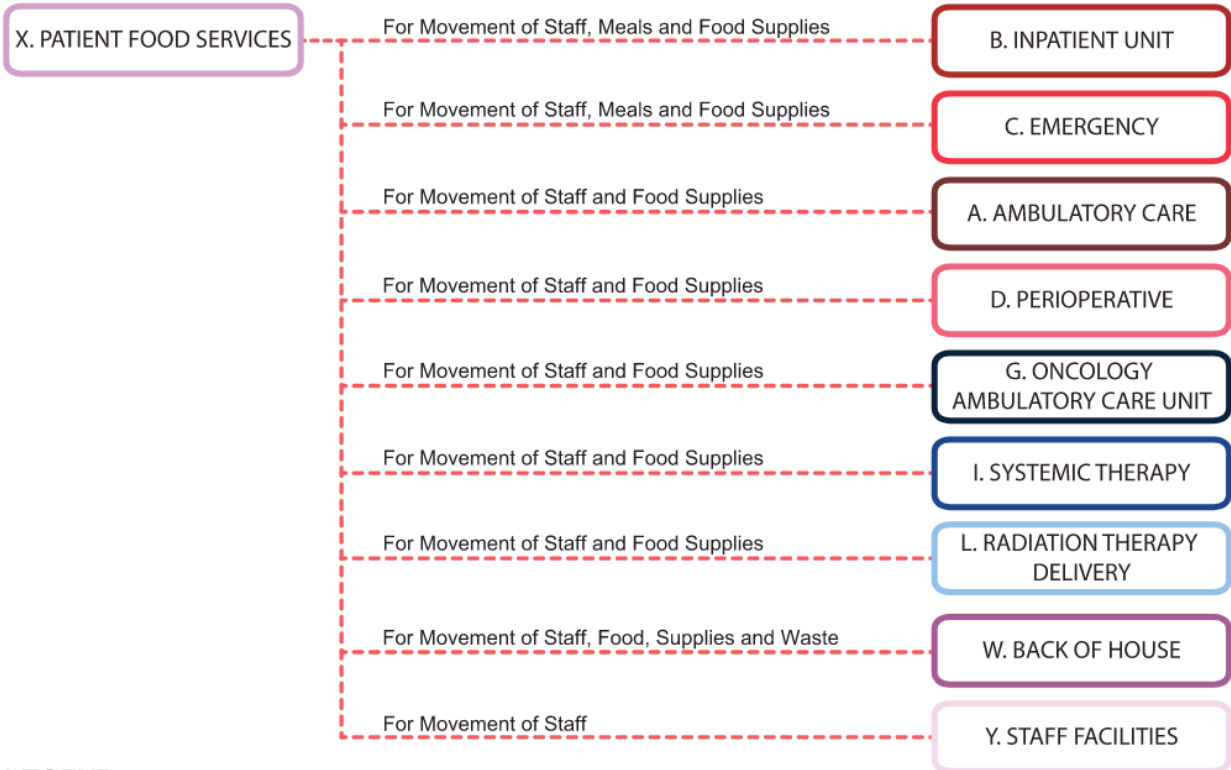 X. PATIENT FOOD SERVICES
For Movement of Staff, Meals and Food Supplies
B. INPATIENT UNIT
For Movement of Staff, Meals and Food Supplies
C. EMERGENCY
For Movement of Staff and Food Supplies
A. AMBULATORY CARE
For Movement of Staff and Food Supplies
D. PERIOPERATIVE
For Movement of Staff and Food Supplies
G. ONCOLOGY
AMBULATORY CARE UNIT
For Movement of Staff and Food Supplies
I. SYSTEMIC THERAPY
For Movement of Staff and Food Supplies
L. RADIATION THERAPY
DELIVERY
For Movement of Staff, Food, Supplies and Waste
W. BACK OF HOUSE
For Movement of Staff
Y. STAFF FACILITIES